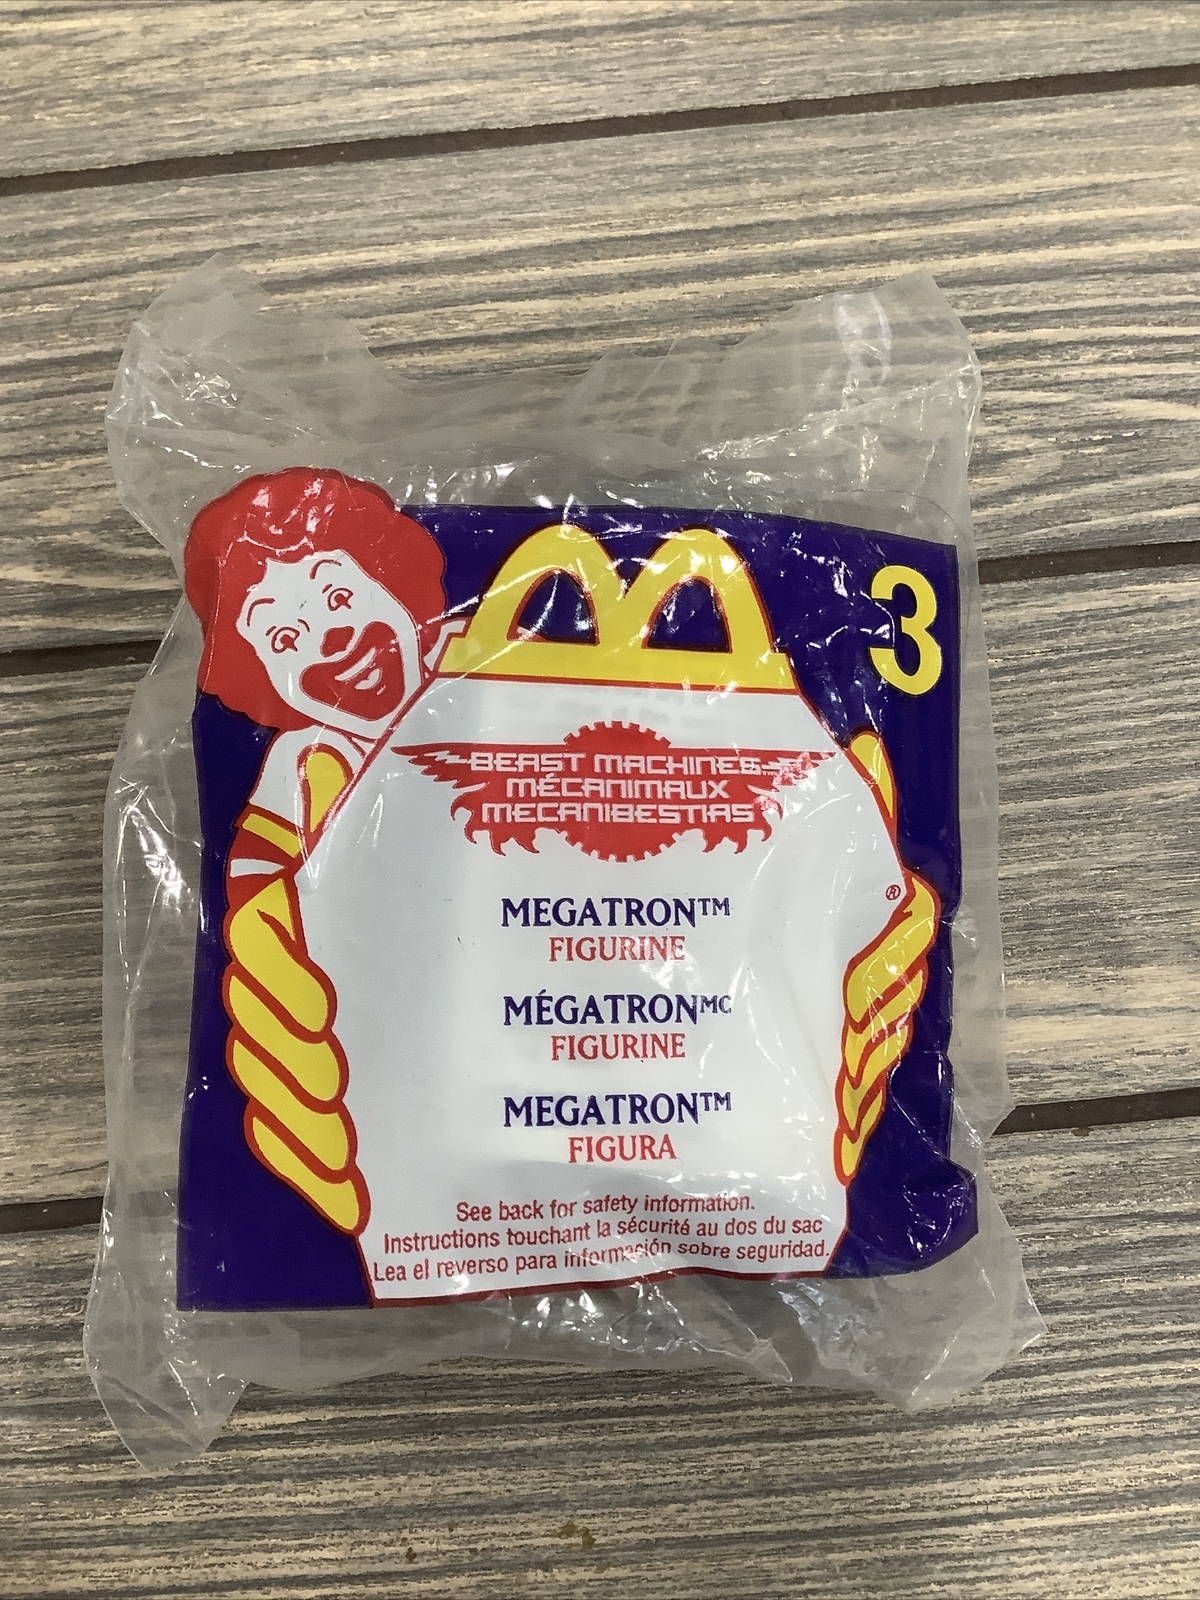 3
BEAST MACHINES™
MÉCANIMAUX
MECANIBESTIAS
®
MEGATRON™
FIGURINE
MÉGATRONᴹᶜ
FIGURINE
MEGATRON™
FIGURA
See back for safety information.
Instructions touchant la sécurité au dos du sac
Lea el reverso para información sobre seguridad.